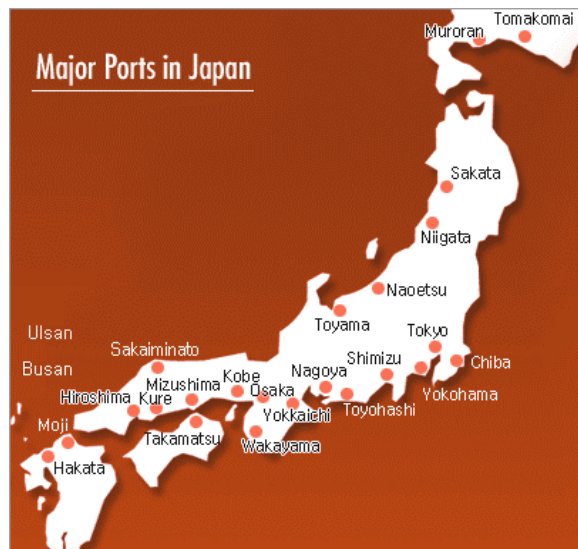 Muroran
Tomakomai
Major Ports in Japan
Sakata
Niigata
Naoetsu
Toyama
Ulsan
Tokyo
Sakaiminato
Shimizu
Chiba
Busan
Nagoya
Kobe
Mizushima
Osaka
Yokohama
Hiroshima
Kure
Toyohashi
Yokkaichi
Moji
Takamatsu
Wakayama
Hakata